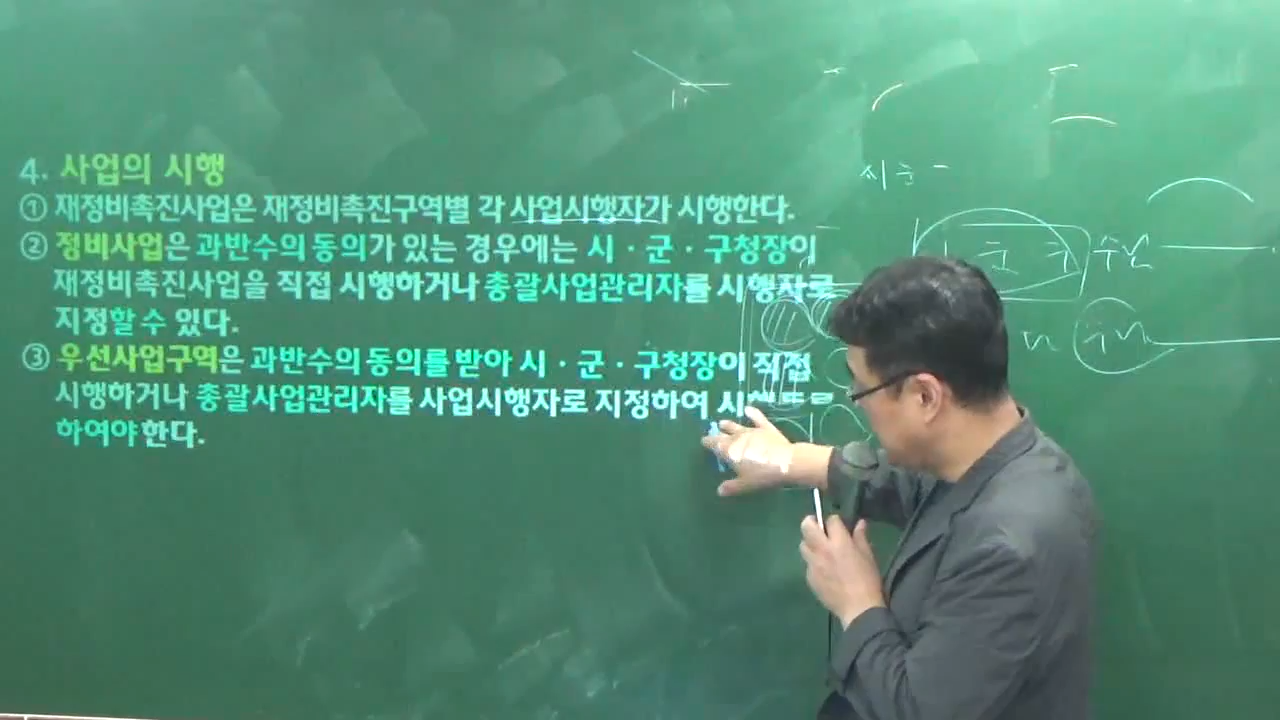 4. 사업의 시행
① 재정비촉진사업은 재정비촉진구역별 각 사업시행자가 시행한다.
② 정비사업은 과반수의 동의가 있는 경우에는 시 · 군 · 구청장이
재정비촉진사업을 직접 시행하거나 총괄사업관리자를 시행자로
지정할 수 있다.
③ 우선사업구역은 과반수의 동의를 받아 시 · 군 · 구청장이 직접
시행하거나 총괄사업관리자를 사업시행자로 지정하여
하여야 한다.
군 구